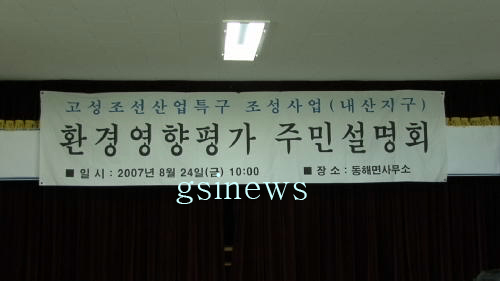 고성조선산업특구 조성사업(내산지구)
환경영향평가 주민설명회
■ 일 시 : 2007년 8월 24일(금) 10:00 ■ 장 소 : 동해면사무소
gsinews